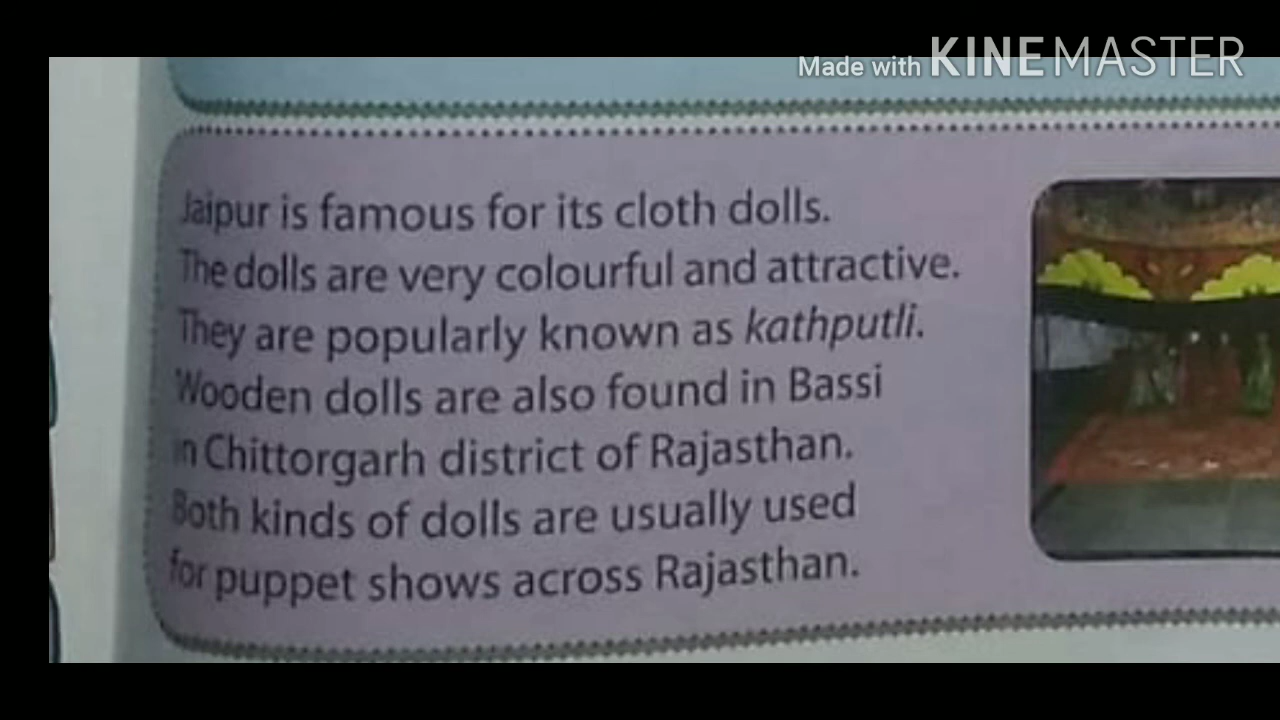 Made with KINEMASTER
Jaipur is famous for its cloth dolls.
The dolls are very colourful and attractive.
They are popularly known as kathputli.
Wooden dolls are also found in Bassi
in Chittorgarh district of Rajasthan.
Both kinds of dolls are usually used
for puppet shows across Rajasthan.